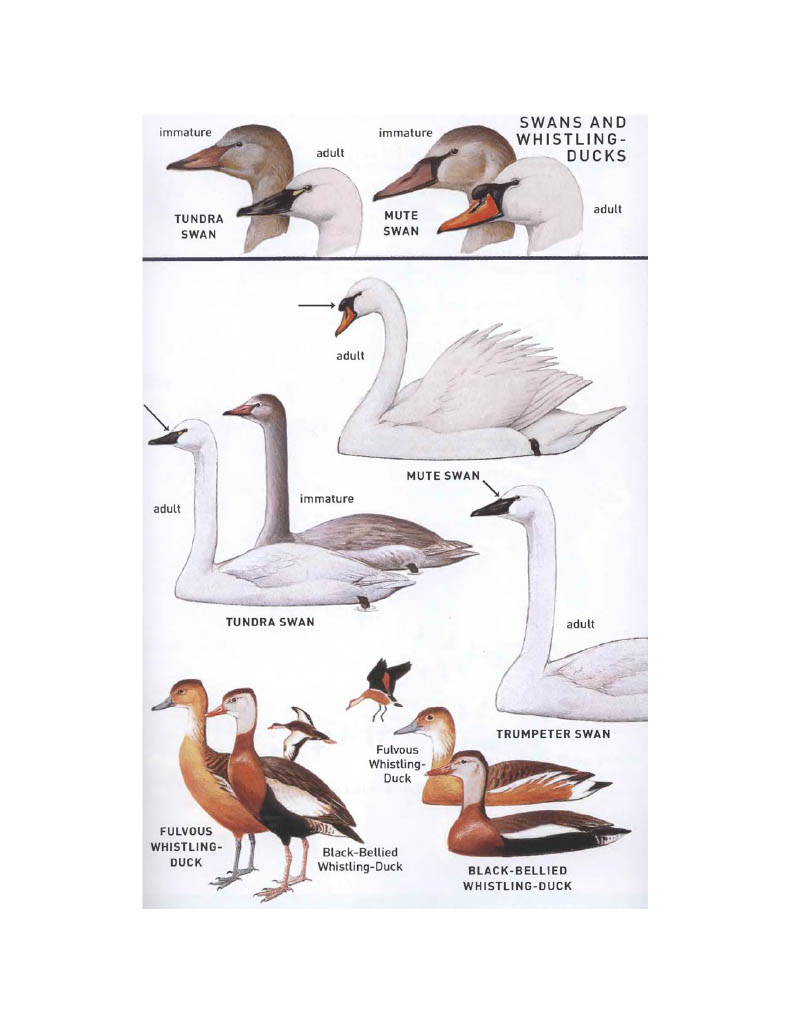 SWANS AND
WHISTLING-
DUCKS
immature
adult
TUNDRA
SWAN
immature
adult
MUTE
SWAN
adult
MUTE SWAN
adult
immature
TUNDRA SWAN
adult
TRUMPETER SWAN
Fulvous
Whistling-
Duck
FULVOUS
WHISTLING-
DUCK
Black-Bellied
Whistling-Duck
BLACK-BELLIED
WHISTLING-DUCK